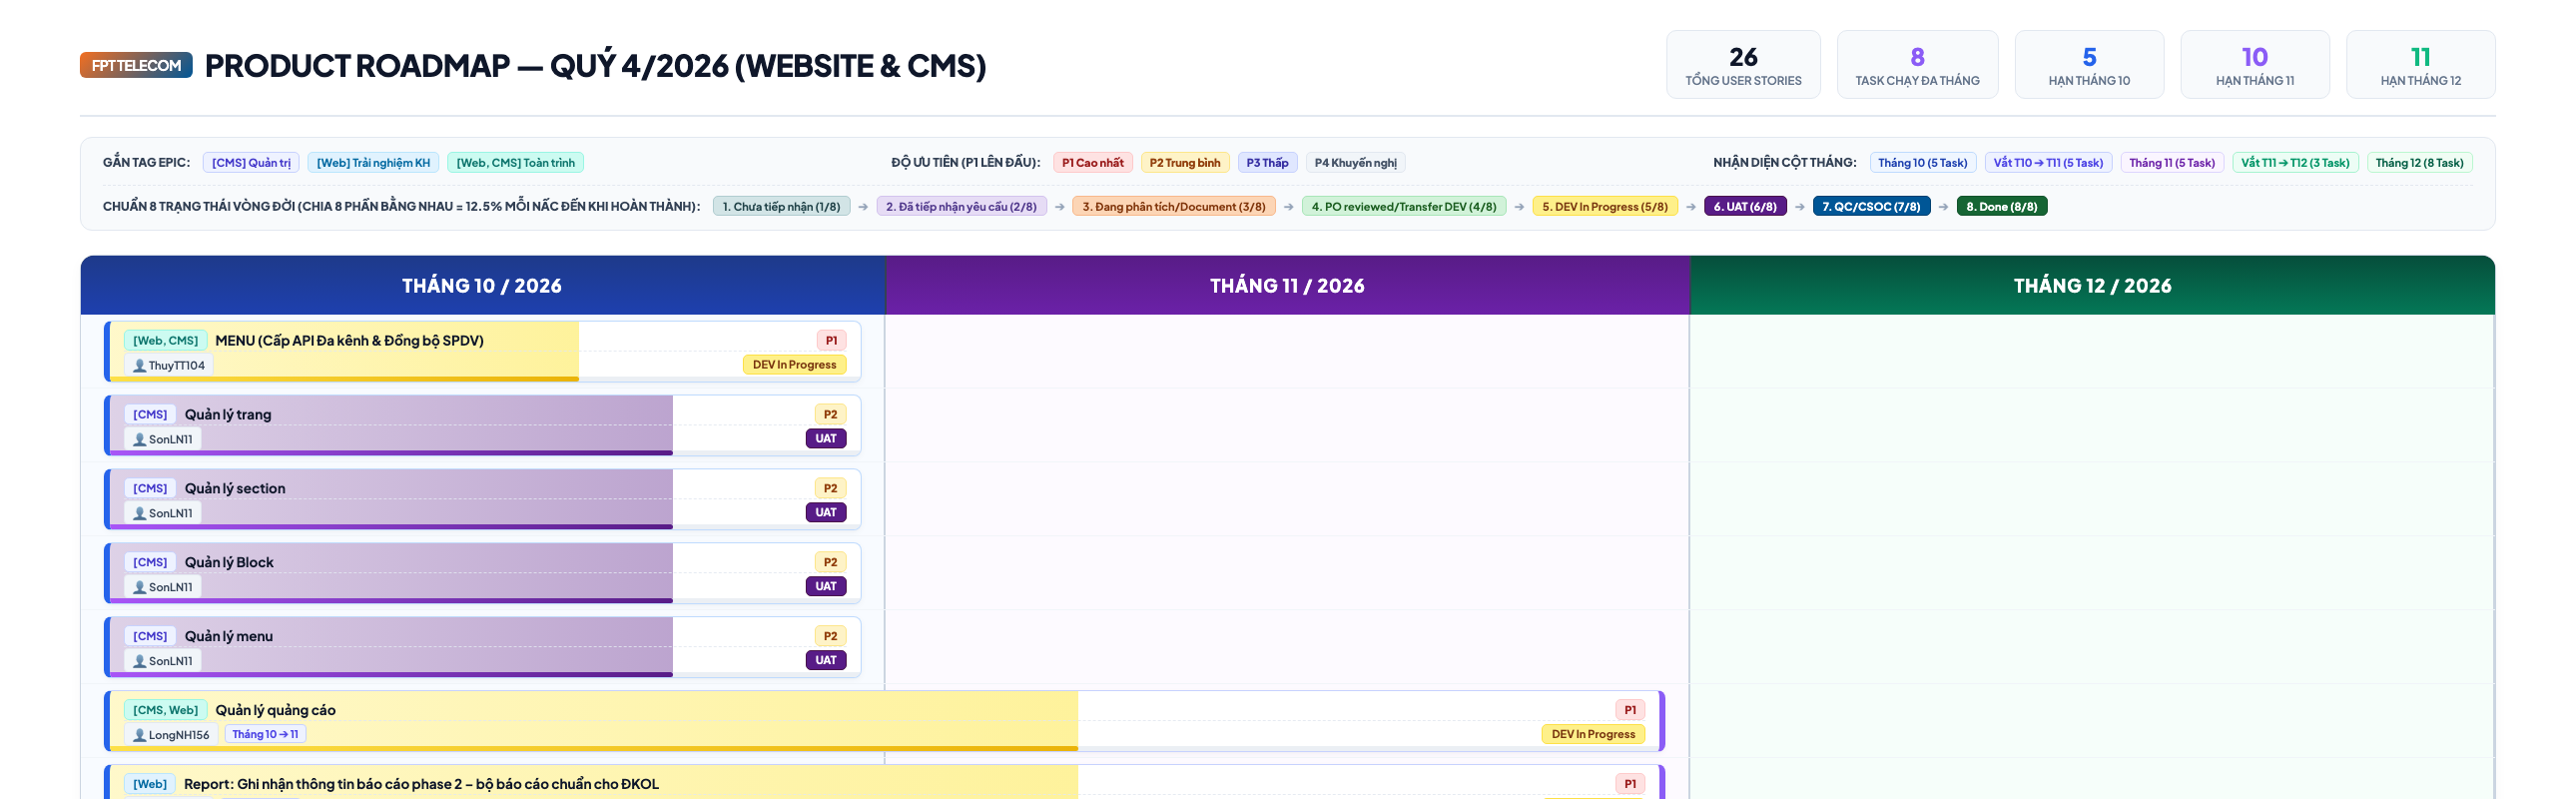 FPT TELECOM PRODUCT ROADMAP — QUÝ 4/2026 (WEBSITE & CMS)
26
TỔNG USER STORIES
8
TASK CHẠY ĐA THÁNG
5
HẠN THÁNG 10
10
HẠN THÁNG 11
11
HẠN THÁNG 12
GẮN TAG EPIC: [CMS] Quản trị [Web] Trải nghiệm KH [Web, CMS] Toàn trình
ĐỘ ƯU TIÊN (P1 LÊN ĐẦU): P1 Cao nhất P2 Trung bình P3 Thấp P4 Khuyến nghị
NHẬN DIỆN CỘT THÁNG: Tháng 10 (5 Task) Vắt T10 → T11 (5 Task) Tháng 11 (5 Task) Vắt T11 → T12 (3 Task) Tháng 12 (8 Task)
CHUẨN 8 TRẠNG THÁI VÒNG ĐỜI (CHIA 8 PHẦN BẰNG NHAU = 12.5% MỖI NẤC ĐẾN KHI HOÀN THÀNH): 1. Chưa tiếp nhận (1/8) → 2. Đã tiếp nhận yêu cầu (2/8) → 3. Đang phân tích/Document (3/8) → 4. PO reviewed/Transfer DEV (4/8) → 5. DEV In Progress (5/8) → 6. UAT (6/8) → 7. QC/CSOC (7/8) → 8. Done (8/8)
THÁNG 10 / 2026 THÁNG 11 / 2026 THÁNG 12 / 2026
[Web, CMS] MENU (Cấp API Đa kênh & Đồng bộ SPDV) P1
ThuyTT104 DEV In Progress
[CMS] Quản lý trang P2
SonLN11 UAT
[CMS] Quản lý section P2
SonLN11 UAT
[CMS] Quản lý Block P2
SonLN11 UAT
[CMS] Quản lý menu P2
SonLN11 UAT
[CMS, Web] Quản lý quảng cáo P1
LongNH156 Tháng 10 → 11 DEV In Progress
[Web] Report: Ghi nhận thông tin báo cáo phase 2 – bộ báo cáo chuẩn cho ĐKOL P1